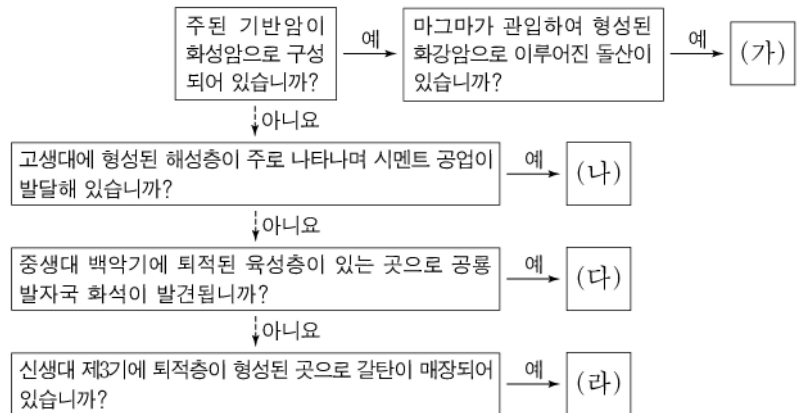 주된 기반암이
화성암으로 구성
되어 있습니까?
예
마그마가 관입하여 형성된
화강암으로 이루어진 돌산이
있습니까?
예
(가)
아니요
고생대에 형성된 해성층이 주로 나타나며 시멘트 공업이
발달해 있습니까?
예
(나)
아니요
중생대 백악기에 퇴적된 육성층이 있는 곳으로 공룡
발자국 화석이 발견됩니까?
예
(다)
아니요
신생대 제3기에 퇴적층이 형성된 곳으로 갈탄이 매장되어
있습니까?
예
(라)